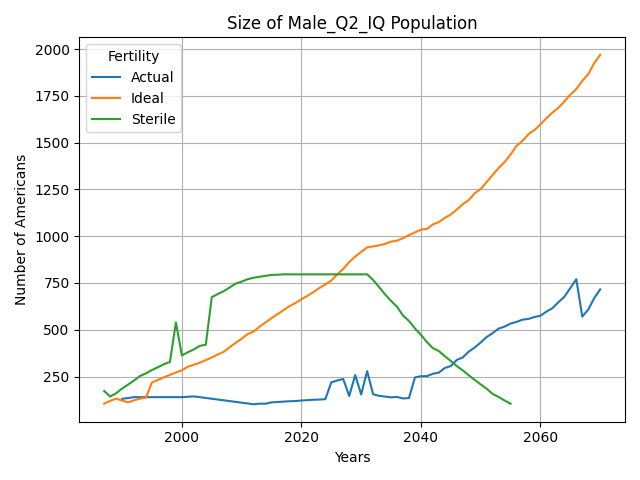 Size of Male_Q2_IQ Population
Fertility
Actual
Ideal
Sterile
Number of Americans
2000
1750
1500
1250
1000
750
500
250
2000
2020
2040
2060
Years